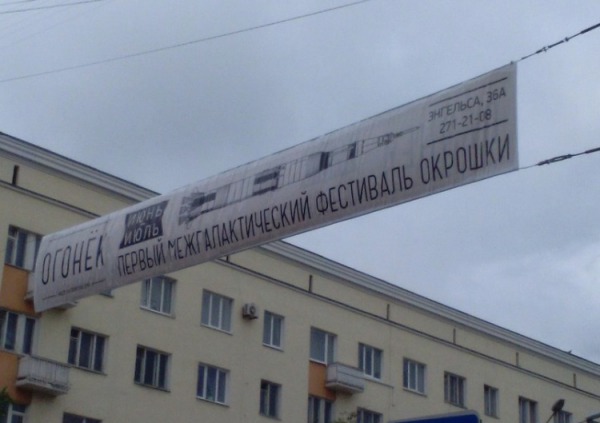 ОГОНЁК
ИЮНЬ
ИЮЛЬ
ЭНГЕЛЬСА, 36А
271-21-08
ПЕРВЫЙ МЕЖГАЛАКТИЧЕСКИЙ ФЕСТИВАЛЬ ОКРОШКИ